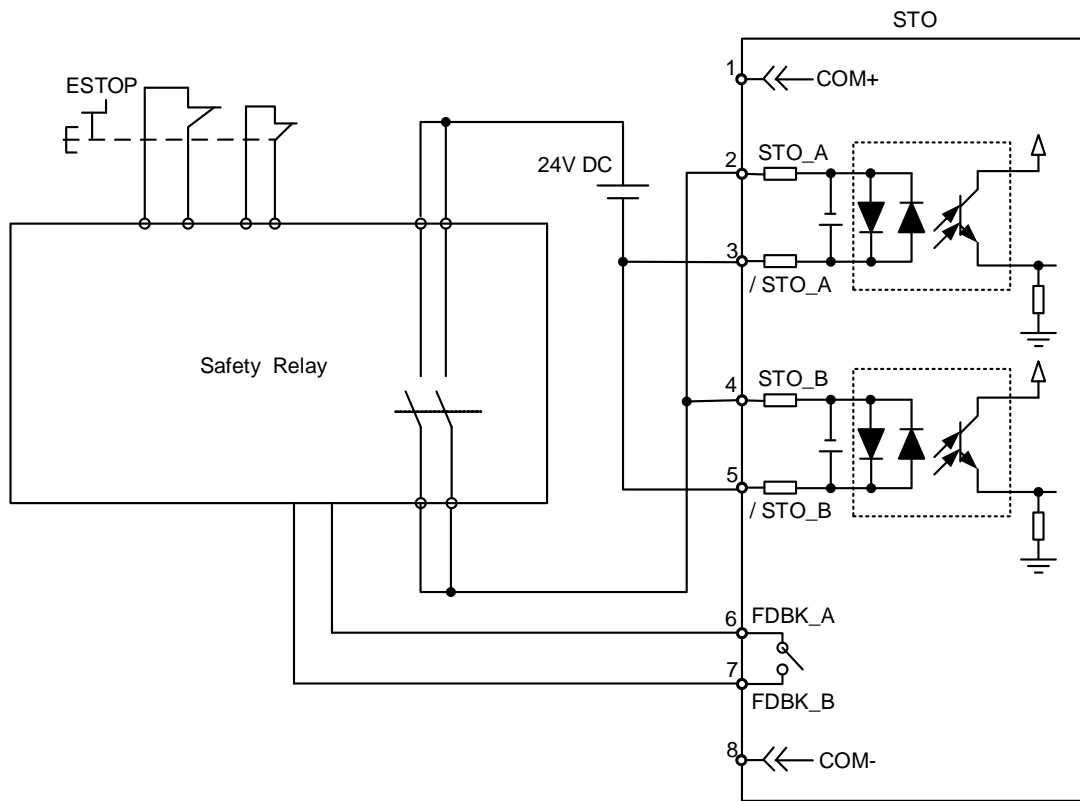 STO
1
COM+
ESTOP
24V DC
2
STO_A
3
/ STO_A
Safety Relay
4
STO_B
5
/ STO_B
6
FDBK_A
7
FDBK_B
8
COM-